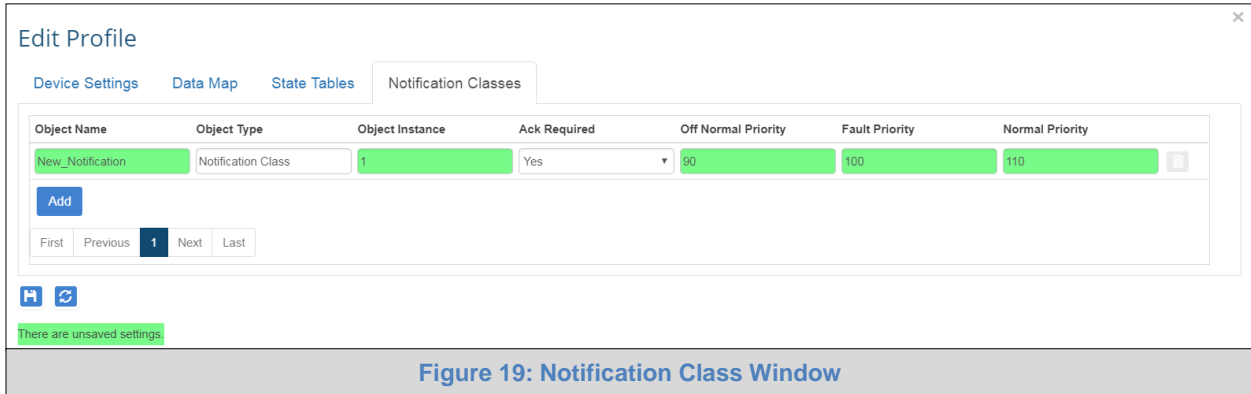 ×
Edit Profile
Device Settings Data Map State Tables Notification Classes
Object Name Object Type Object Instance Ack Required Off Normal Priority Fault Priority Normal Priority
New_Notification Notification Class 1 Yes 90 100 110
Add
First Previous 1 Next Last
There are unsaved settings.
Figure 19: Notification Class Window